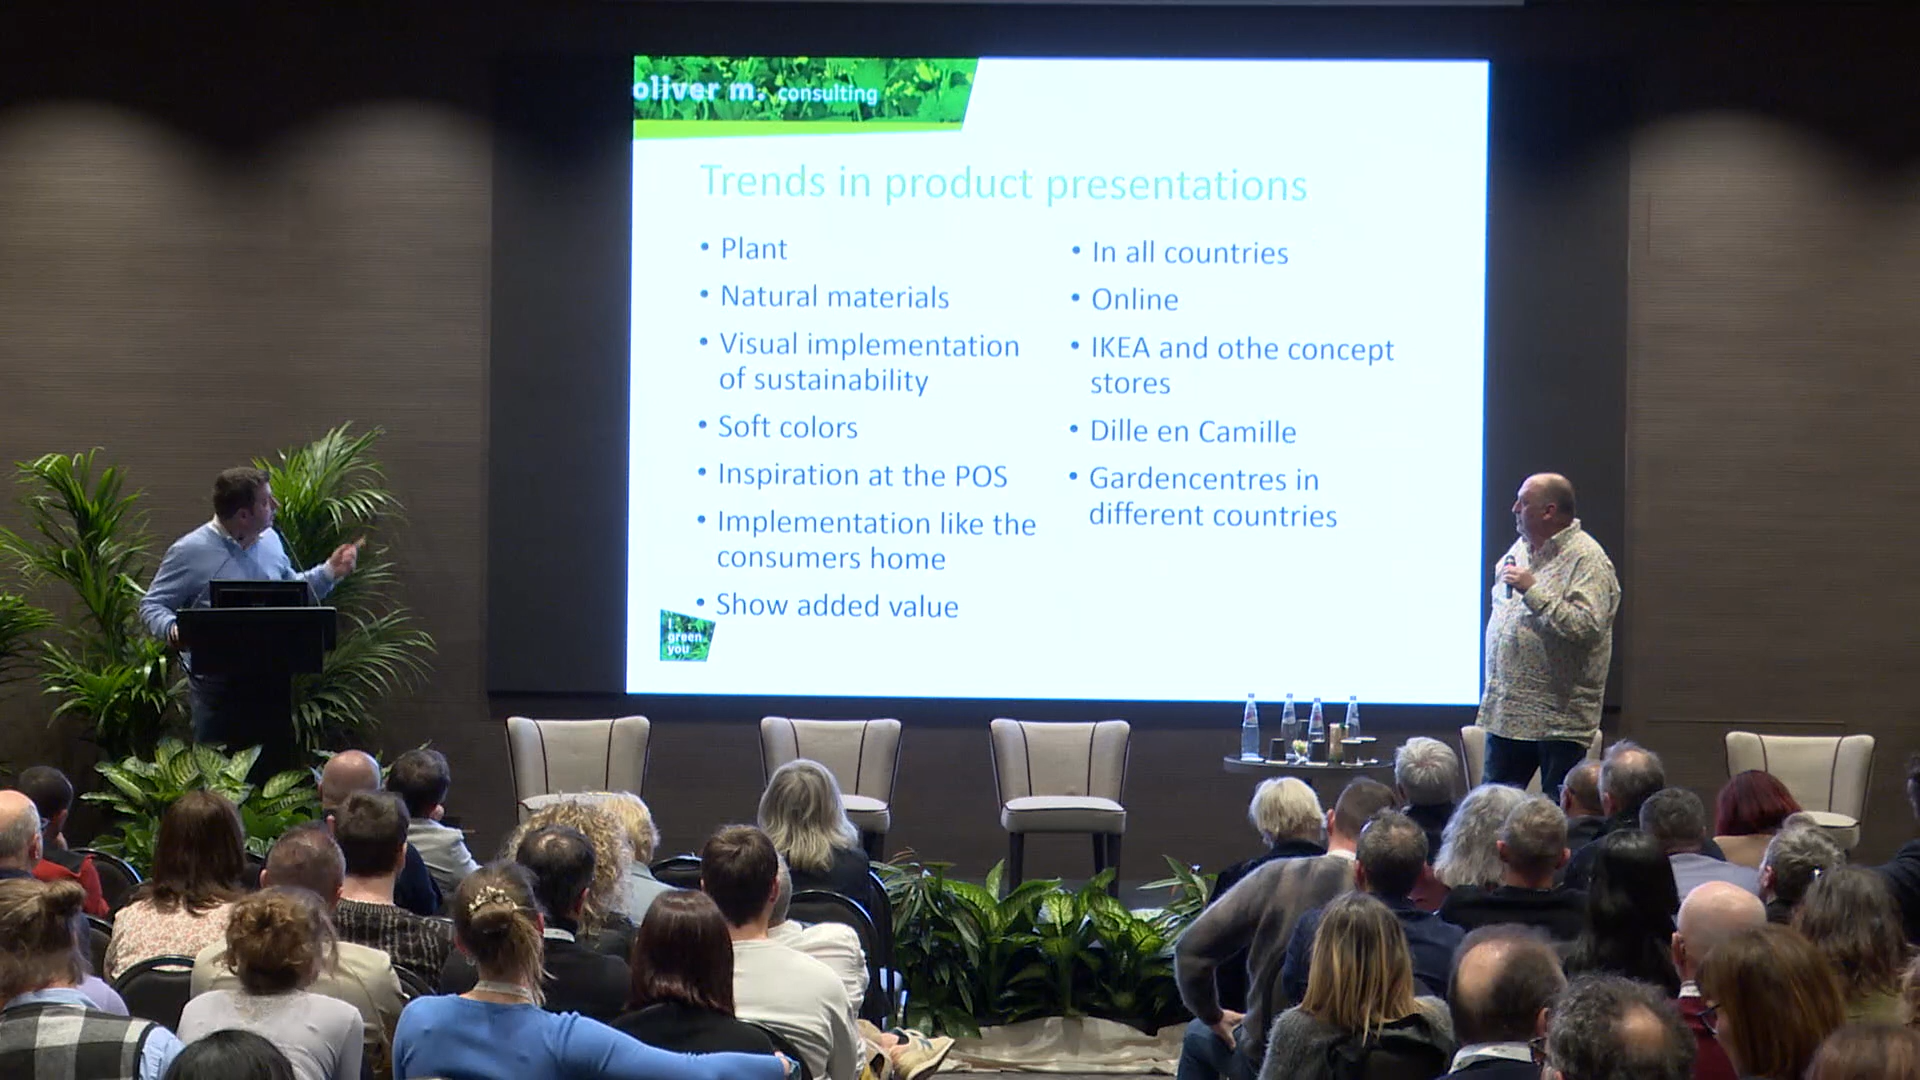 oliver m. consulting
Trends in product presentations
• Plant
• Natural materials
• Visual implementation
of sustainability
• Soft colors
• Inspiration at the POS
• Implementation like the
consumers home
• Show added value
• In all countries
• Online
• IKEA and othe concept
stores
• Dille en Camille
• Gardencentres in
different countries
I
green
you